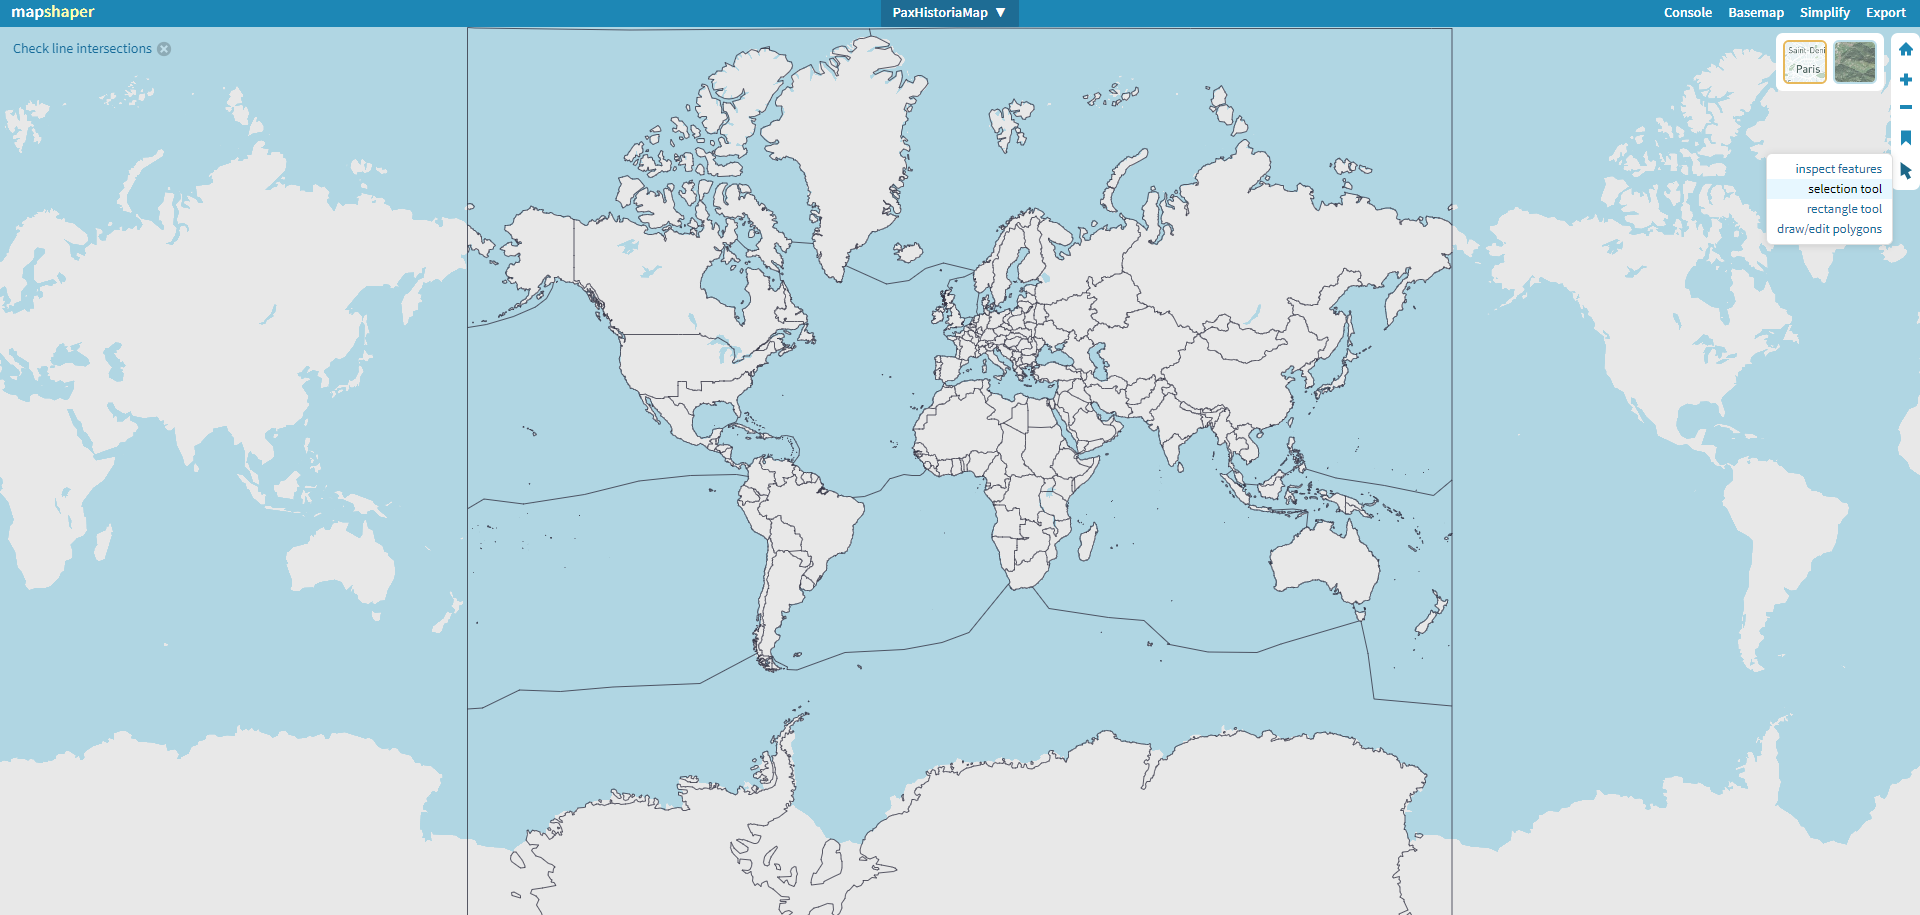 mapshaper
PaxHistoriaMap ▼
Console Basemap Simplify Export
Check line intersections
Saint-Deni
Paris
inspect features
selection tool
rectangle tool
draw/edit polygons